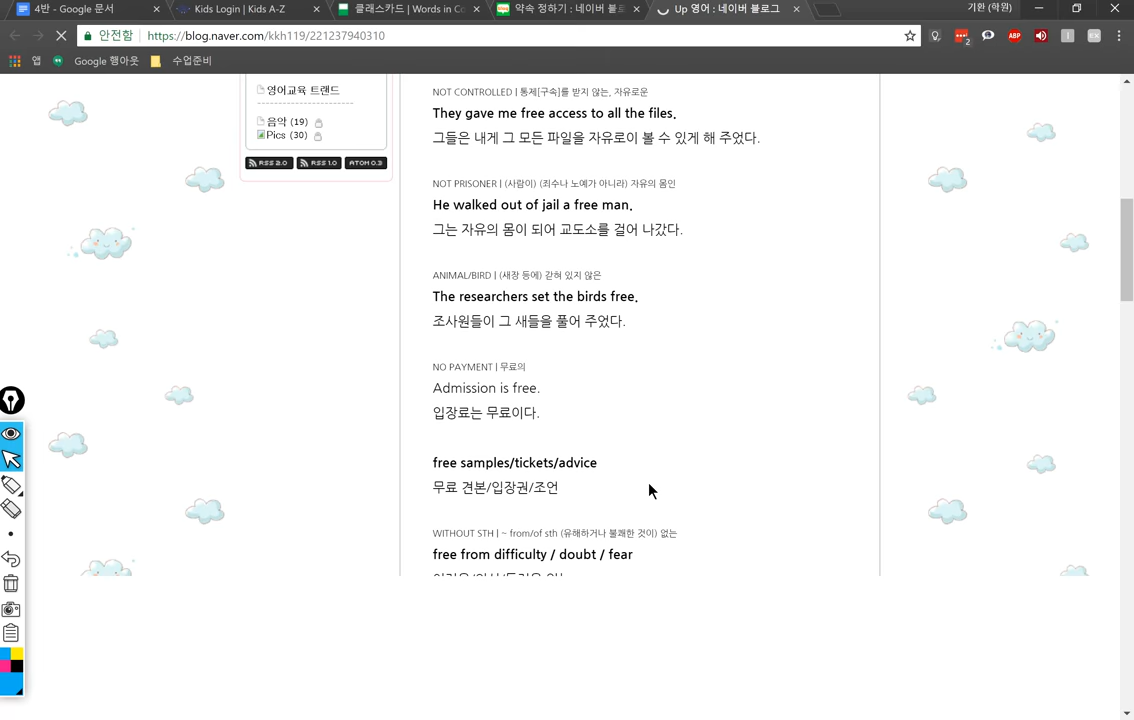 4반 - Google 문서
Kids Login | Kids A-Z
클래스카드 | Words in Co
약속 정하기 : 네이버 블로
Up 영어 : 네이버 블로그
기환 (학원)
안전함
https://blog.naver.com/kkh119/221237940310
ABP
2
앱
Google 행아웃
수업준비
영어교육 트랜드
음악 (19)
Pics (30)
RSS 2.0
RSS 1.0
ATOM 0.3
NOT CONTROLLED | 통제[구속]를 받지 않는, 자유로운
They gave me free access to all the files.
그들은 내게 그 모든 파일을 자유로이 볼 수 있게 해 주었다.
NOT PRISONER | (사람이) (죄수나 노예가 아니라) 자유의 몸인
He walked out of jail a free man.
그는 자유의 몸이 되어 교도소를 걸어 나갔다.
ANIMAL/BIRD | (새장 등에) 갇혀 있지 않은
The researchers set the birds free.
조사원들이 그 새들을 풀어 주었다.
NO PAYMENT | 무료의
Admission is free.
입장료는 무료이다.
free samples/tickets/advice
무료 견본/입장권/조언
WITHOUT STH | ~ from/of sth (유해하거나 불쾌한 것이) 없는
free from difficulty / doubt / fear